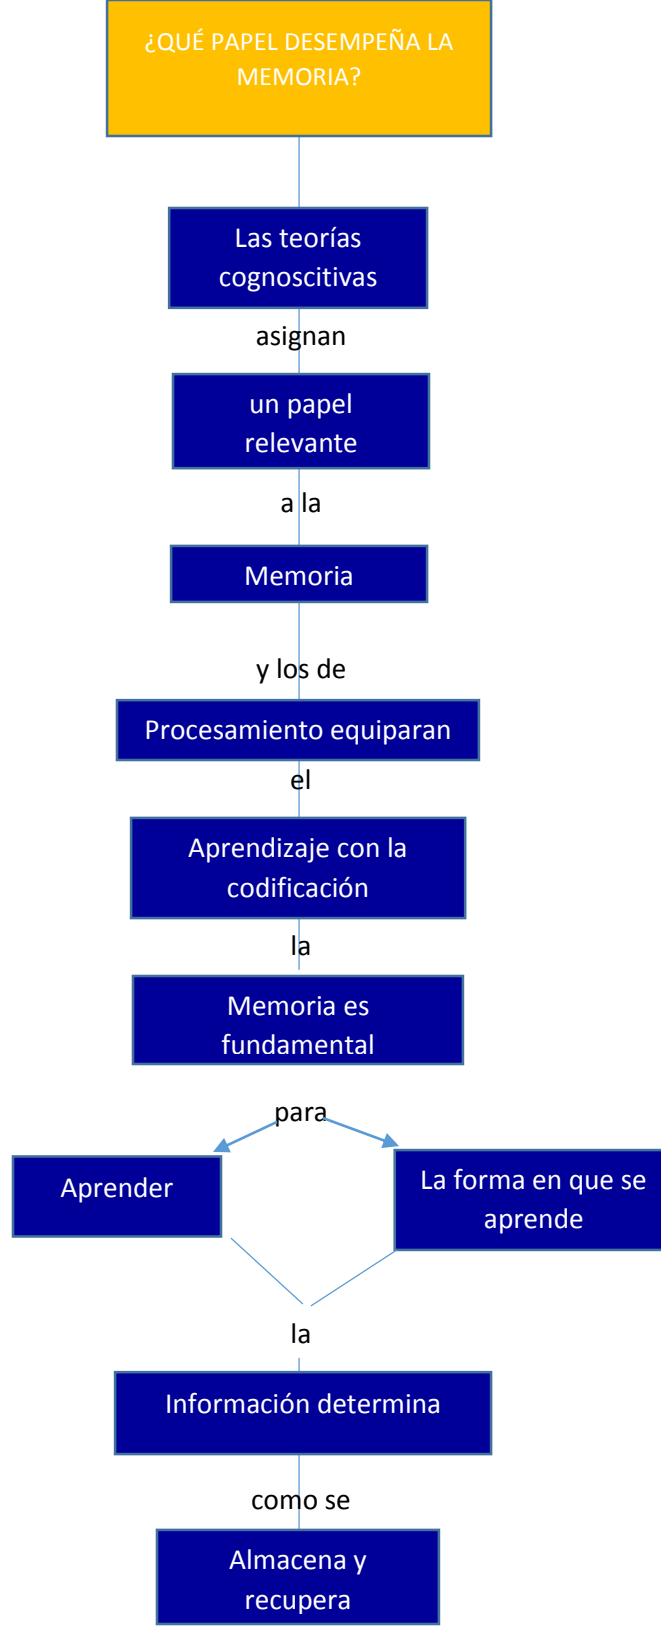 ¿QUÉ PAPEL DESEMPEÑA LA
MEMORIA?
Las teorías
cognoscitivas
asignan
un papel
relevante
a la
Memoria
y los de
Procesamiento equiparan
el
Aprendizaje con la
codificación
la
Memoria es
fundamental
para
Aprender
La forma en que se
aprende
la
Información determina
como se
Almacena y
recupera